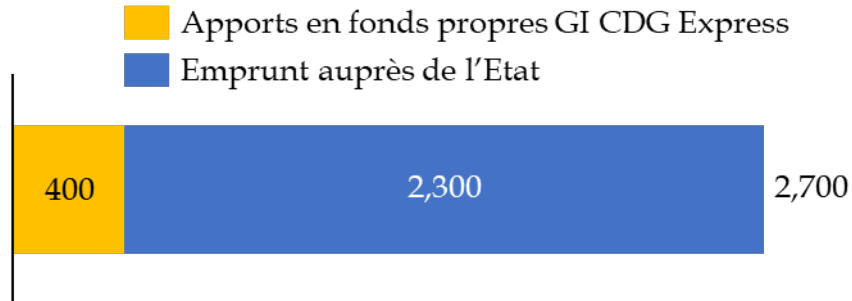 Apports en fonds propres GI CDG Express
Emprunt auprès de l'Etat
400 2,300 2,700